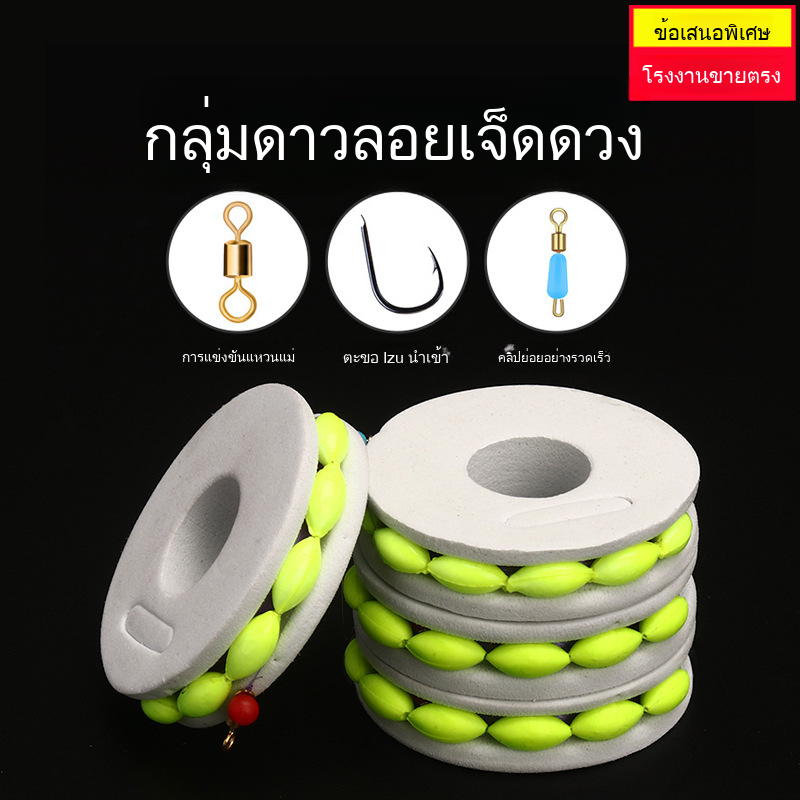 ข้อเสนอพิเศษ
โรงงานขายตรง
กลุ่มดาวลอยเจ็ดดวง
การแข่งขันแหวนแม่
ตะขอ Izu นำเข้า
คลิปย่อยอย่างรวดเร็ว